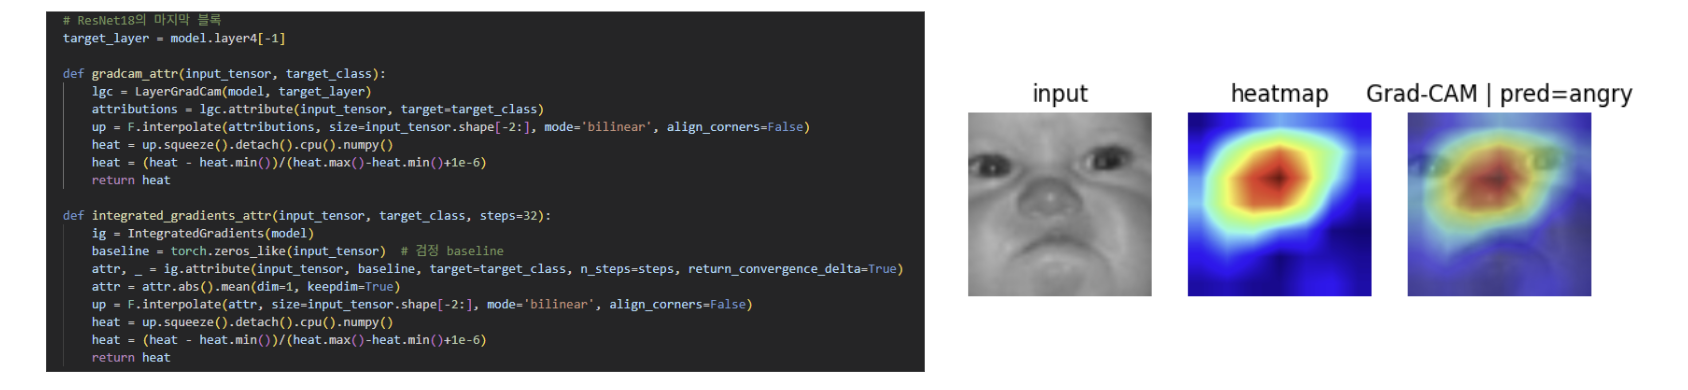 # ResNet18의 마지막 블록
target_layer = model.layer4[-1]
def gradcam_attr(input_tensor, target_class):
    lgc = LayerGradCam(model, target_layer)
    attributions = lgc.attribute(input_tensor, target=target_class)
    up = F.interpolate(attributions, size=input_tensor.shape[-2:], mode='bilinear', align_corners=False)
    heat = up.squeeze().detach().cpu().numpy()
    heat = (heat - heat.min())/(heat.max()-heat.min()+1e-6)
    return heat
def integrated_gradients_attr(input_tensor, target_class, steps=32):
    ig = IntegratedGradients(model)
    baseline = torch.zeros_like(input_tensor)  # 검정 baseline
    attr, _ = ig.attribute(input_tensor, baseline, target=target_class, n_steps=steps, return_convergence_delta=True)
    attr = attr.abs().mean(dim=1, keepdim=True)
    up = F.interpolate(attr, size=input_tensor.shape[-2:], mode='bilinear', align_corners=False)
    heat = up.squeeze().detach().cpu().numpy()
    heat = (heat - heat.min())/(heat.max()-heat.min()+1e-6)
    return heat
input
heatmap
Grad-CAM | pred=angry